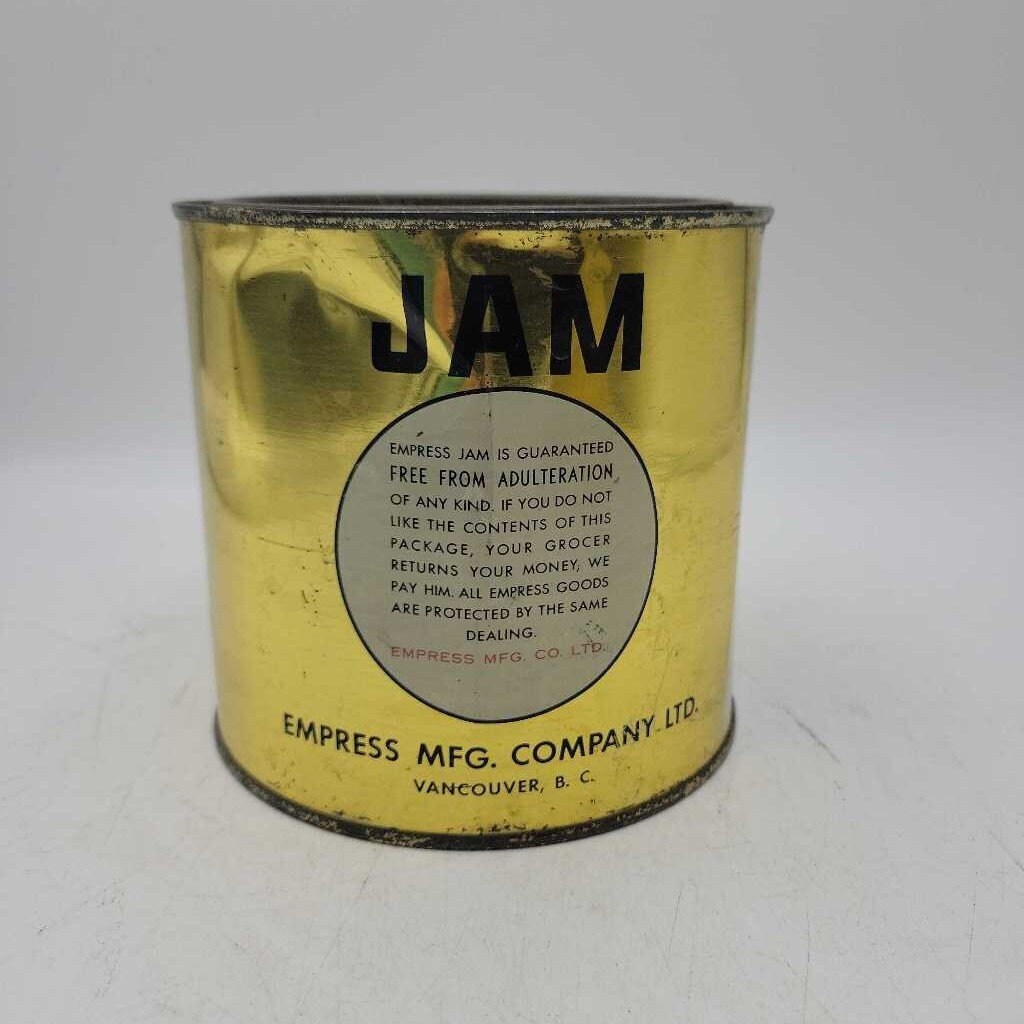 JAM
EMPRESS JAM IS GUARANTEED
FREE FROM ADULTERATION
OF ANY KIND. IF YOU DO NOT
LIKE THE CONTENTS OF THIS
PACKAGE, YOUR GROCER
RETURNS YOUR MONEY, WE
PAY HIM. ALL EMPRESS GOODS
ARE PROTECTED BY THE SAME
DEALING.
EMPRESS MFG. CO. LTD.
EMPRESS MFG. COMPANY LTD.
VANCOUVER, B. C.